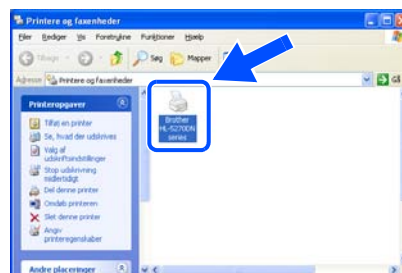 Printere og faxenheder
Filer Rediger Vis Foretrukne Funktioner Hjælp
Tilbage Søg Mapper
Adresse Printere og faxenheder Gå
Printeropgaver
Tilføj en printer
Se, hvad der udskrives
Valg af
udskriftsindstillinger
Stop udskrivning
midlertidigt
Del denne printer
Omdøb printeren
Slet denne printer
Angiv
printeregenskaber
Andre placeringer
Brother
HL-5270DN
series